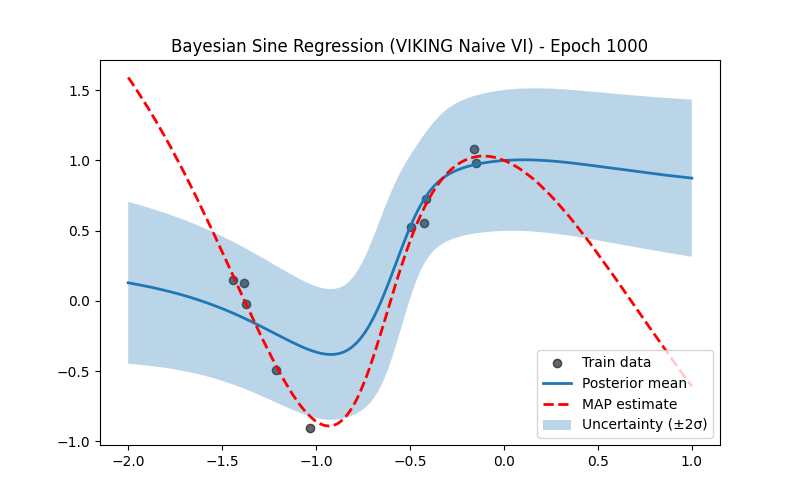 Bayesian Sine Regression (VIKING Naive VI) - Epoch 1000
1.5
1.0
0.5
0.0
−0.5
−1.0
Train data
Posterior mean
MAP estimate
Uncertainty (±2σ)
−2.0 −1.5 −1.0 −0.5 0.0 0.5 1.0